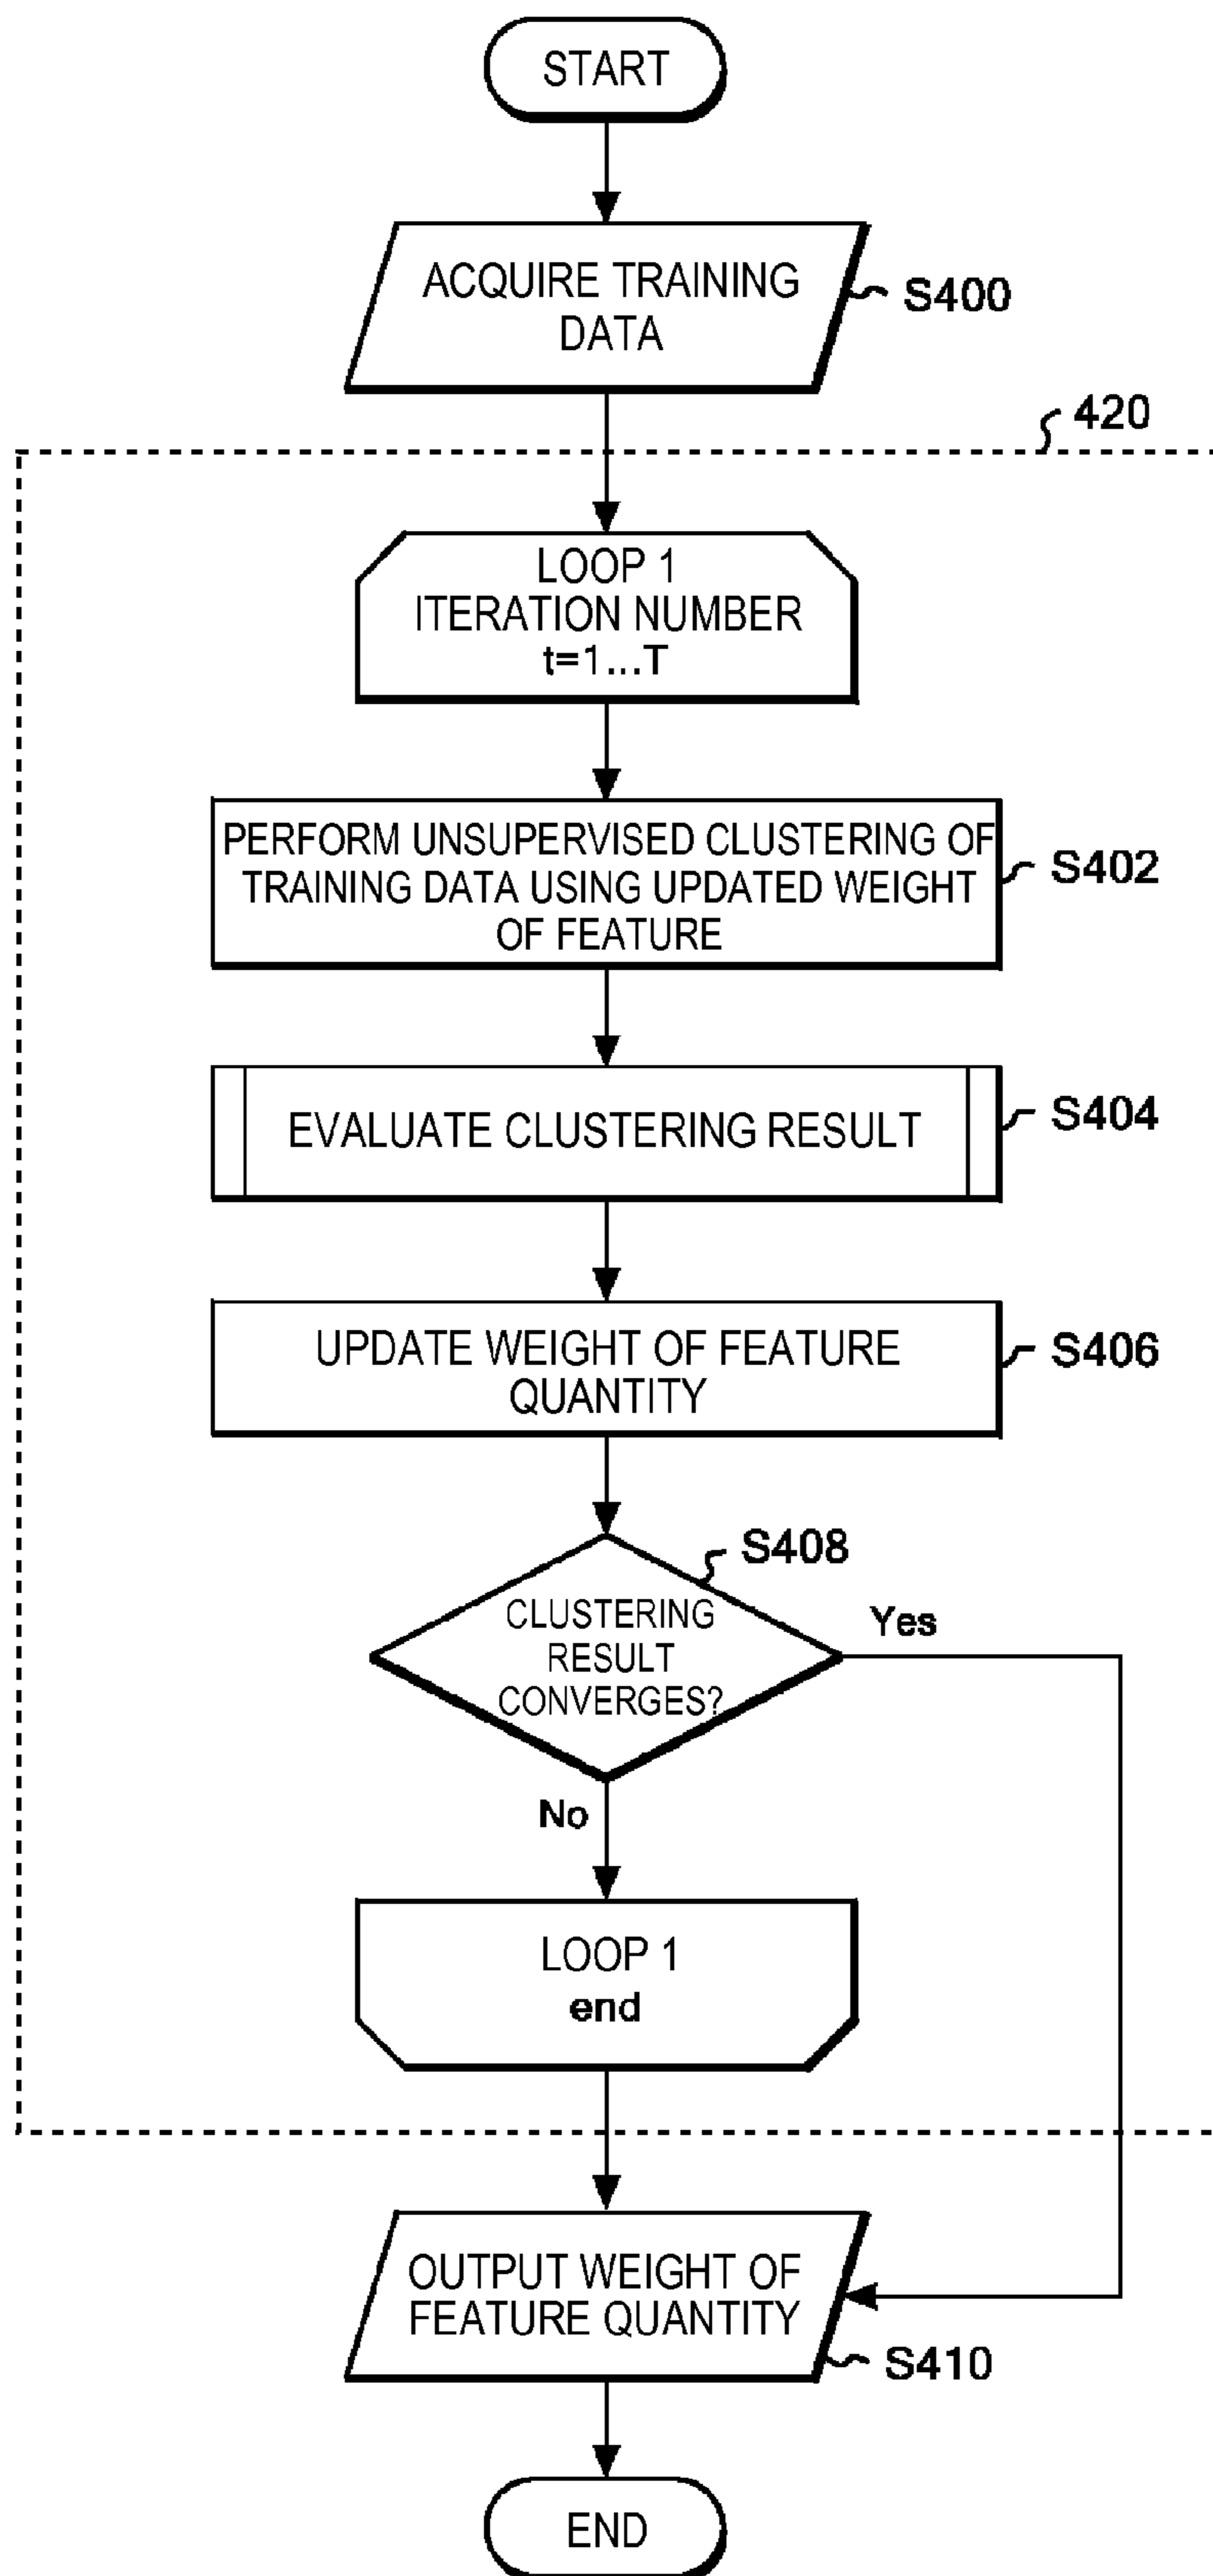 START
ACQUIRE TRAINING
DATA
S400
420
LOOP 1
ITERATION NUMBER
t=1...T
PERFORM UNSUPERVISED CLUSTERING OF
TRAINING DATA USING UPDATED WEIGHT
OF FEATURE
S402
EVALUATE CLUSTERING RESULT
S404
UPDATE WEIGHT OF FEATURE
QUANTITY
S406
S408
CLUSTERING
RESULT
CONVERGES?
Yes
No
LOOP 1
end
OUTPUT WEIGHT OF
FEATURE QUANTITY
S410
END